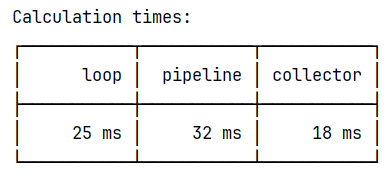 Calculation times:
loop pipeline collector
25 ms 32 ms 18 ms